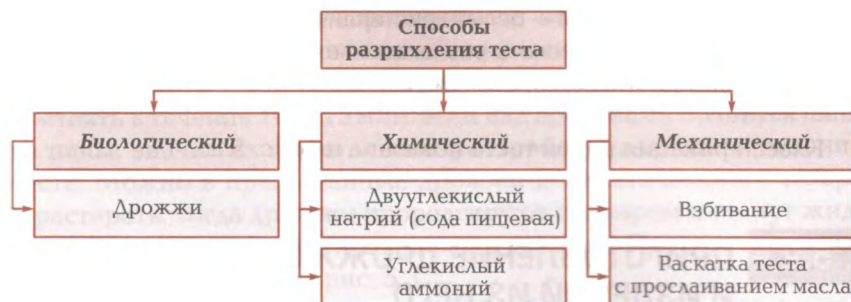 Способы
разрыхления теста
Биологический
Химический
Механический
Дрожжи
Двууглекислый
натрий (сода пищевая)
Взбивание
Углекислый
аммоний
Раскатка теста
с прослаиванием масла